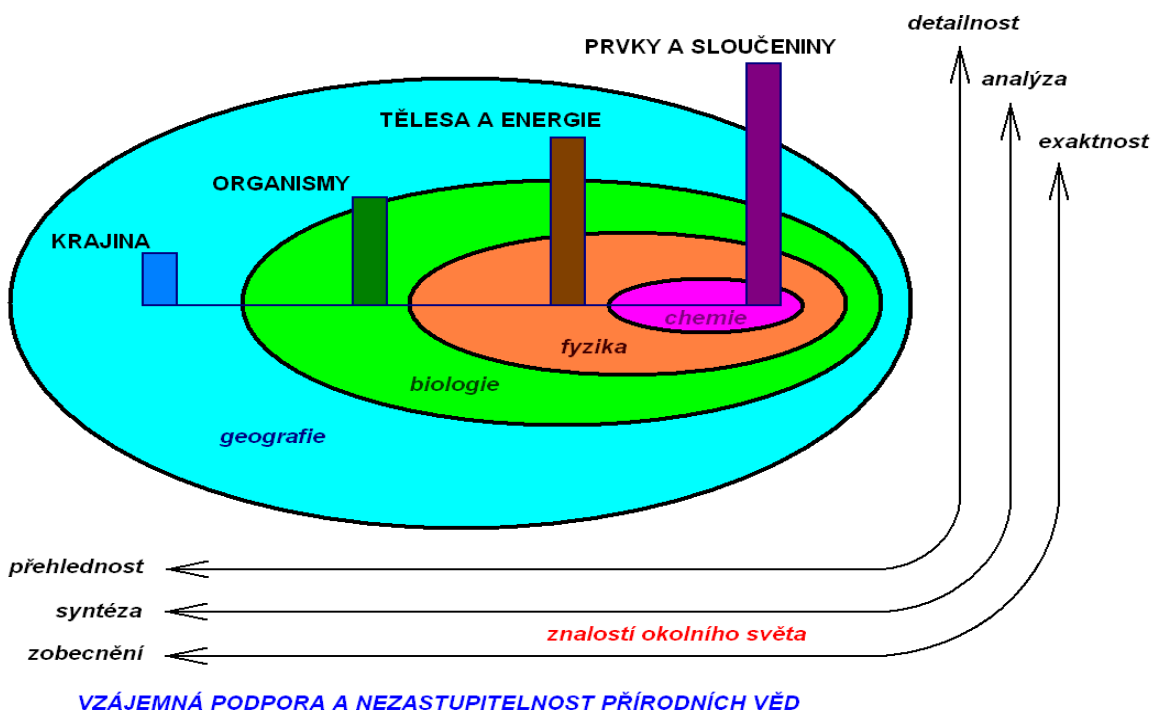 detailnost
PRVKY A SLOUČENINY
analýza
TĚLESA A ENERGIE
exaktnost
ORGANISMY
KRAJINA
chemie
fyzika
biologie
geografie
přehlednost
syntéza
znalostí okolního světa
zobecnění
VZÁJEMNÁ PODPORA A NEZASTUPITELNOST PŘÍRODNÍCH VĚD